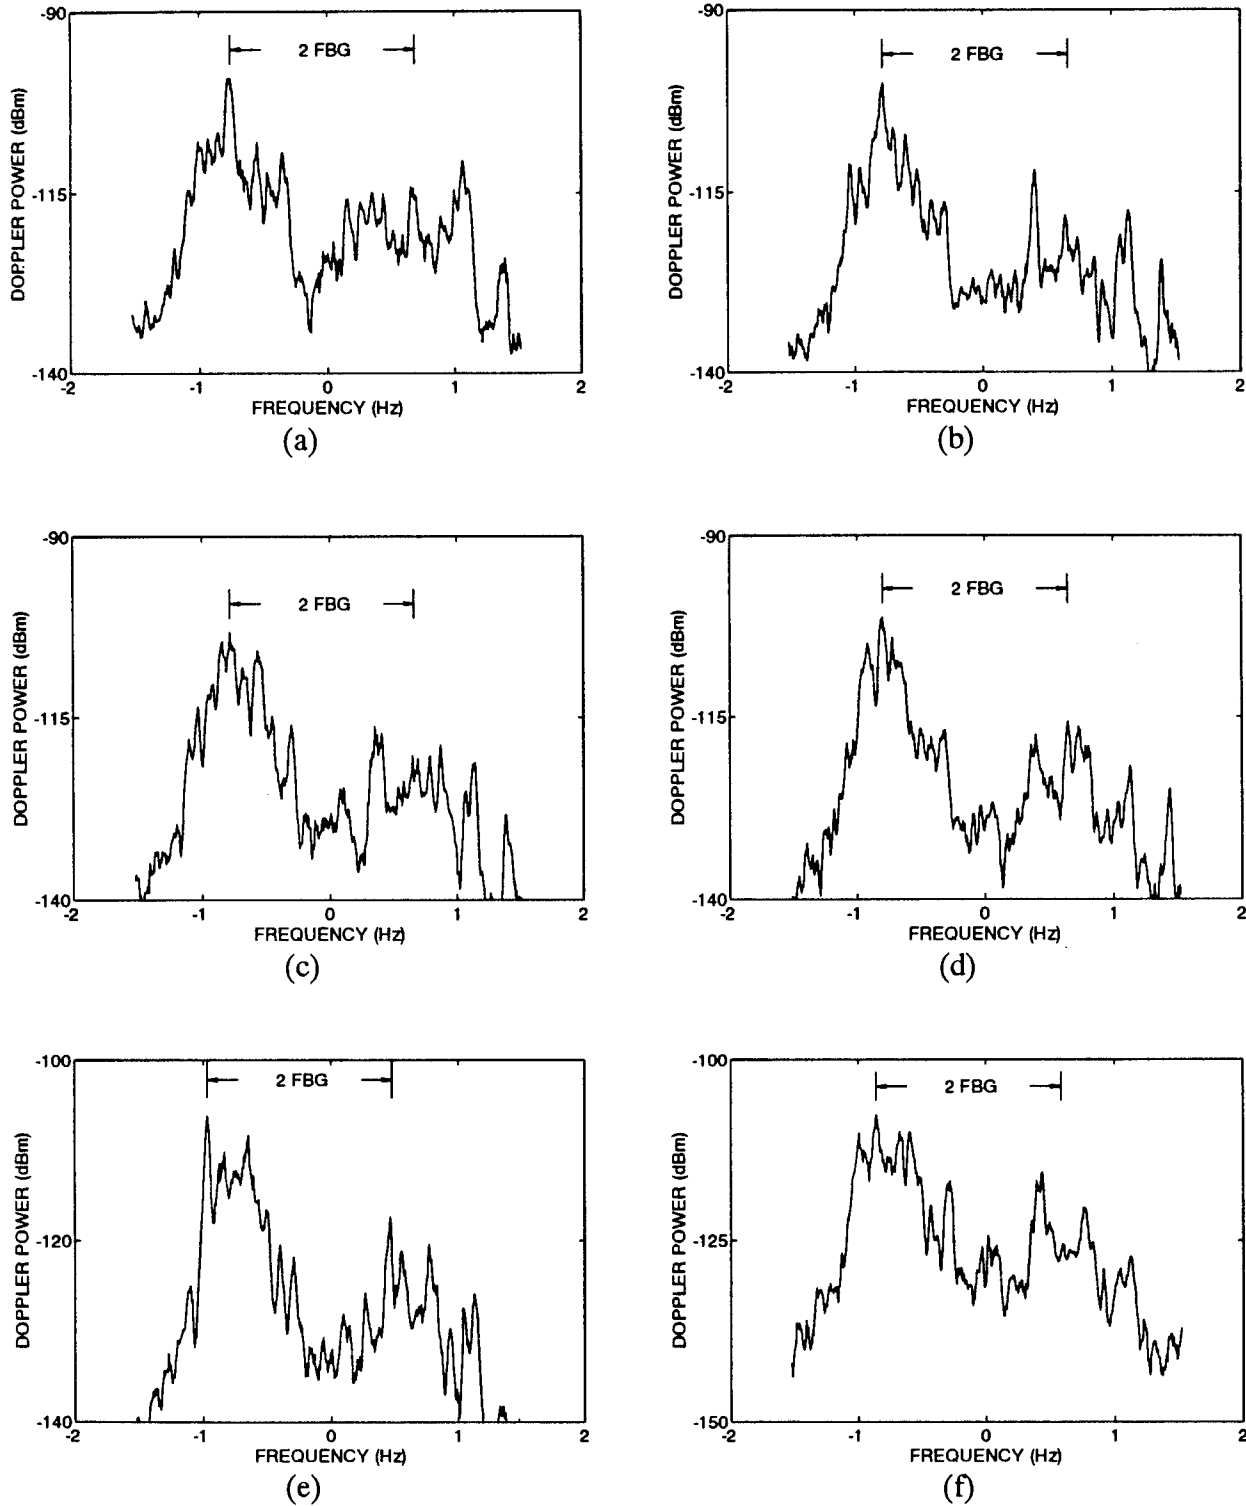 -90
2 FBG
DOPPLER POWER (dBm)
-115
-140
-2
-1
0
1
2
FREQUENCY (Hz)
(a)
-90
2 FBG
DOPPLER POWER (dBm)
-115
-140
-2
-1
0
1
2
FREQUENCY (Hz)
(b)
-90
2 FBG
DOPPLER POWER (dBm)
-115
-140
-2
-1
0
1
2
FREQUENCY (Hz)
(c)
-90
2 FBG
DOPPLER POWER (dBm)
-115
-140
-2
-1
0
1
2
FREQUENCY (Hz)
(d)
-100
2 FBG
DOPPLER POWER (dBm)
-120
-140
-2
-1
0
1
2
FREQUENCY (Hz)
(e)
-100
2 FBG
DOPPLER POWER (dBm)
-125
-150
-2
-1
0
1
2
FREQUENCY (Hz)
(f)